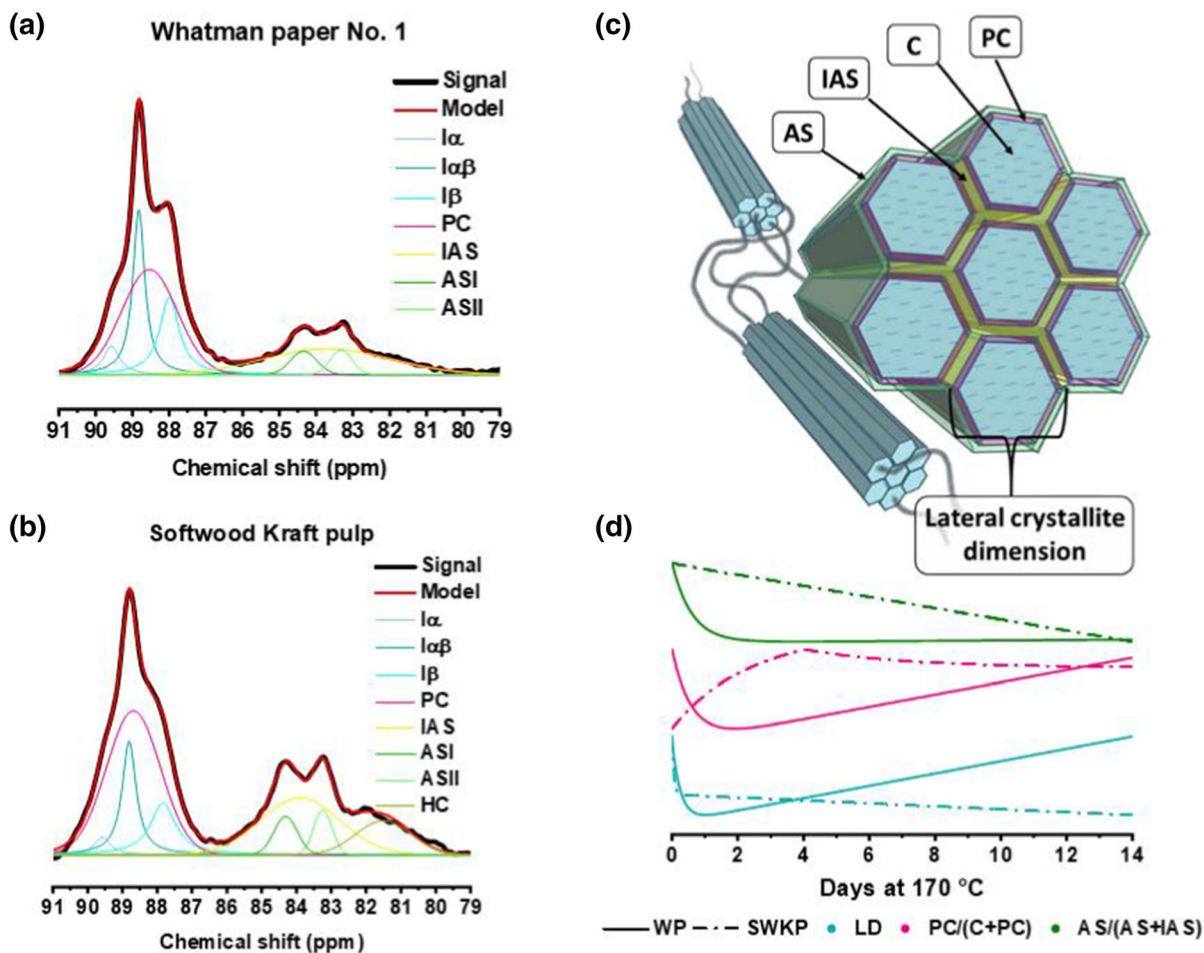 (a)
Whatman paper No. 1
Signal
Model
Iα
Iαβ
Iβ
PC
IAS
ASI
ASII
91 90 89 88 87 86 85 84 83 82 81 80 79
Chemical shift (ppm)
(b)
Softwood Kraft pulp
Signal
Model
Iα
Iαβ
Iβ
PC
IAS
ASI
ASII
HC
91 90 89 88 87 86 85 84 83 82 81 80 79
Chemical shift (ppm)
(c)
PC
C
IAS
AS
Lateral crystallite
dimension
(d)
0 2 4 6 8 10 12 14
Days at 170 °C
WP SWKP LD PC/(C+PC) AS/(AS+IAS)